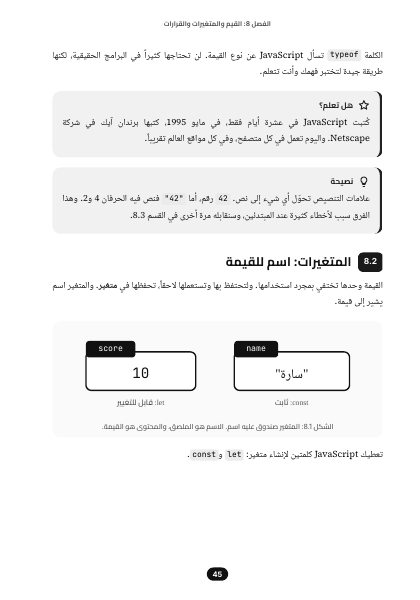 الفصل 8: القيم والمتغيرات والقرارات
الكلمة typeof تسأل JavaScript عن نوع القيمة. لن تحتاجها كثيراً في البرامج الحقيقية، لكنها
طريقة جيدة لتختبر فهمك وأنت تتعلم.
هل تعلم؟
كُتبت JavaScript في عشرة أيام فقط، في مايو 1995، كتبها برندان آيك في شركة
Netscape. واليوم تعمل في كل متصفح، وفي كل مواقع العالم تقريباً.
نصيحة
علامات التنصيص تحوّل أي شيء إلى نص. 42 رقم، أما "42" فنص فيه الحرفان 4 و2. وهذا
الفرق سبب لأخطاء كثيرة عند المبتدئين، وسنقابله مرة أخرى في القسم 8.3.
8.2 المتغيرات: اسم للقيمة
القيمة وحدها تختفي بمجرد استخدامها. ولتحتفظ بها وتستعملها لاحقاً، تحفظها في متغير. والمتغير اسم
يشير إلى قيمة.
name score
"سارة" 10
const: ثابت let: قابل للتغيير
الشكل 8.1: المتغير صندوق عليه اسم. الاسم هو الملصق، والمحتوى هو القيمة.
تعطيك JavaScript كلمتين لإنشاء متغير: let و const.
45